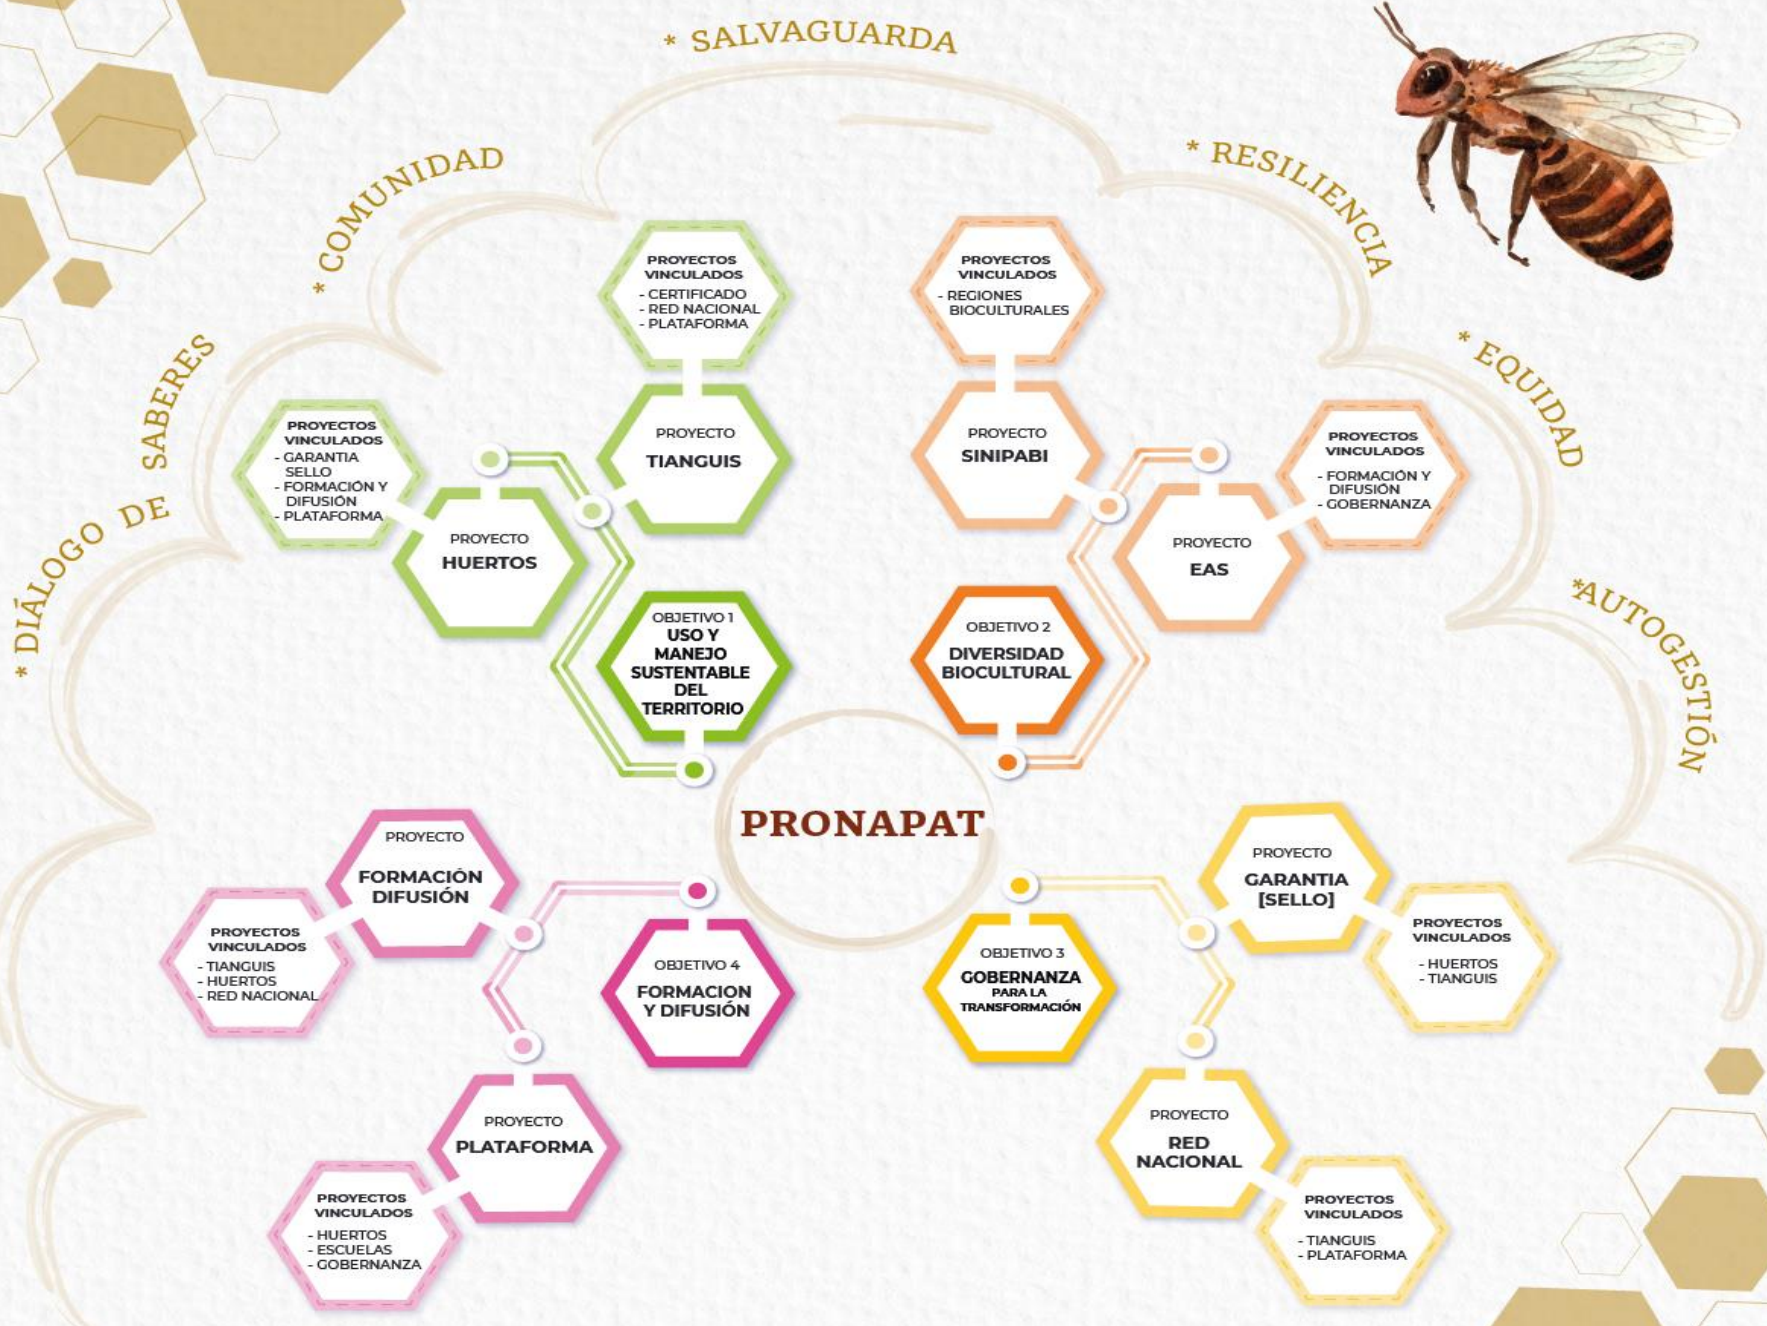 * SALVAGUARDA
* COMUNIDAD
* RESILIENCIA
* DIÁLOGO DE SABERES
* EQUIDAD
*AUTOGESTIÓN
PROYECTOS
VINCULADOS
- CERTIFICADO
- RED NACIONAL
- PLATAFORMA
PROYECTO
TIANGUIS
PROYECTOS
VINCULADOS
- GARANTIA
SELLO
- FORMACIÓN Y
DIFUSIÓN
- PLATAFORMA
PROYECTO
HUERTOS
OBJETIVO 1
USO Y
MANEJO
SUSTENTABLE
DEL
TERRITORIO
PROYECTOS
VINCULADOS
- REGIONES
BIOCULTURALES
PROYECTO
SINIPABI
PROYECTOS
VINCULADOS
- FORMACIÓN Y
DIFUSIÓN
- GOBERNANZA
PROYECTO
EAS
OBJETIVO 2
DIVERSIDAD
BIOCULTURAL
PRONAPAT
PROYECTO
FORMACIÓN
DIFUSIÓN
PROYECTOS
VINCULADOS
- TIANGUIS
- HUERTOS
- RED NACIONAL
OBJETIVO 4
FORMACION
Y DIFUSIÓN
PROYECTO
PLATAFORMA
PROYECTOS
VINCULADOS
- HUERTOS
- ESCUELAS
- GOBERNANZA
OBJETIVO 3
GOBERNANZA
PARA LA
TRANSFORMACIÓN
PROYECTO
GARANTIA
[SELLO]
PROYECTOS
VINCULADOS
- HUERTOS
- TIANGUIS
PROYECTO
RED
NACIONAL
PROYECTOS
VINCULADOS
- TIANGUIS
- PLATAFORMA